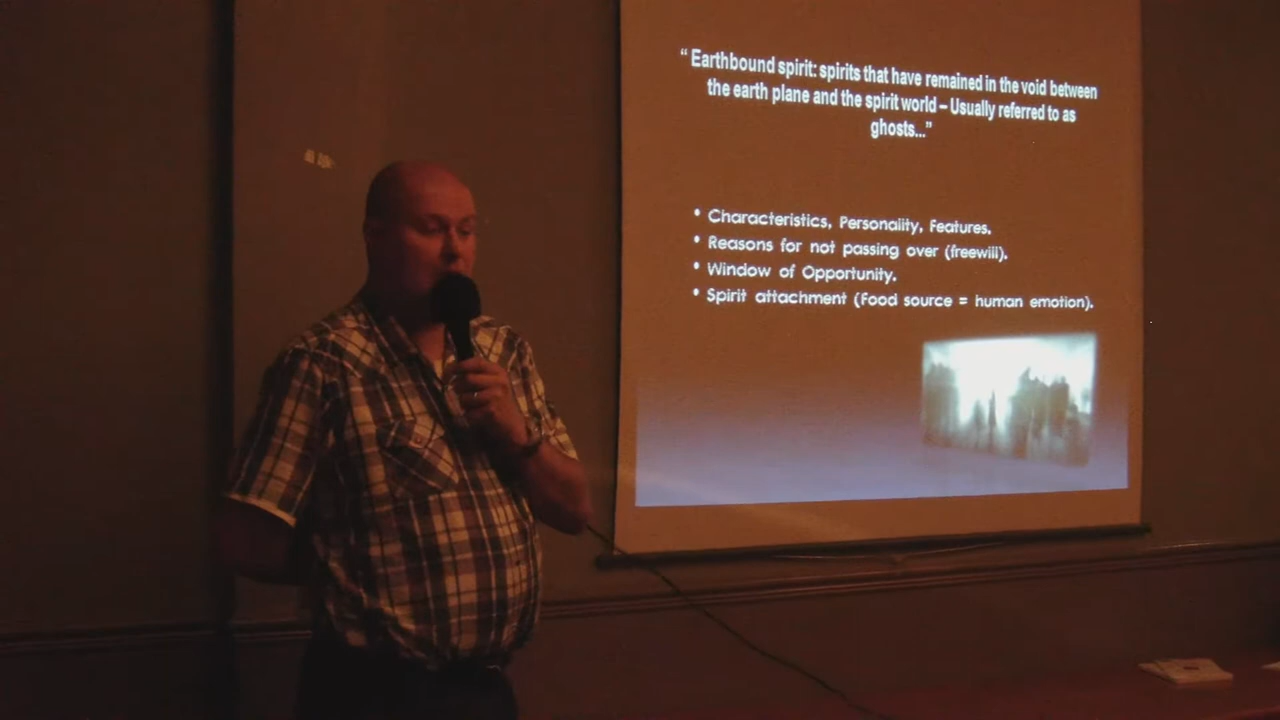 “ Earthbound spirit: spirits that have remained in the void between
the earth plane and the spirit world – Usually referred to as
ghosts...”
• Characteristics, Personality, Features.
• Reasons for not passing over (freewill).
• Window of Opportunity.
• Spirit attachment (Food source = human emotion).